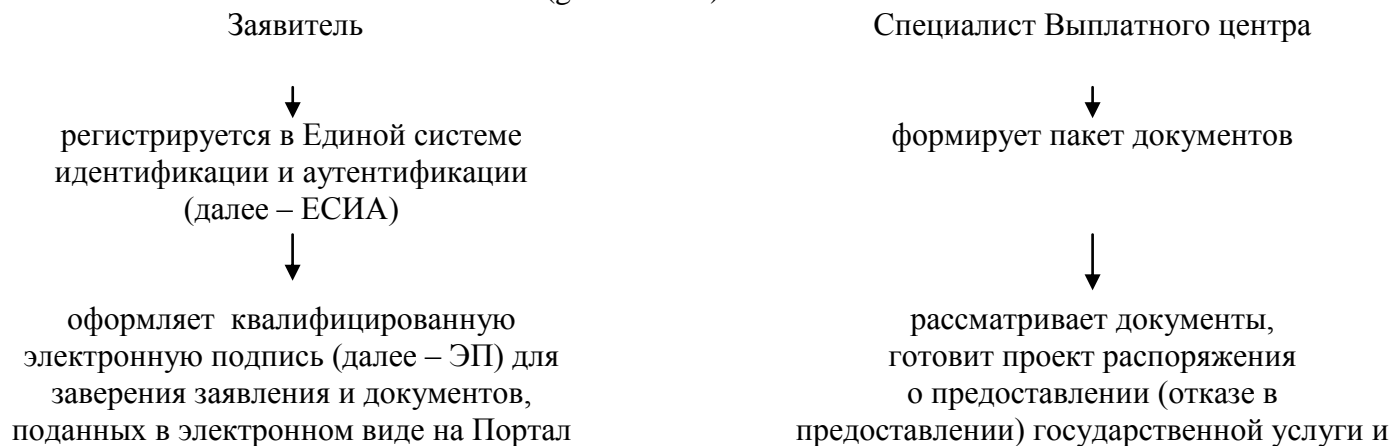 Заявитель
регистрируется в Единой системе
идентификации и аутентификации
(далее – ЕСИА)
оформляет квалифицированную
электронную подпись (далее – ЭП) для
заверения заявления и документов,
поданных в электронном виде на Портал
Специалист Выплатного центра
формирует пакет документов
рассматривает документы,
готовит проект распоряжения
о предоставлении (отказе в
предоставлении) государственной услуги и